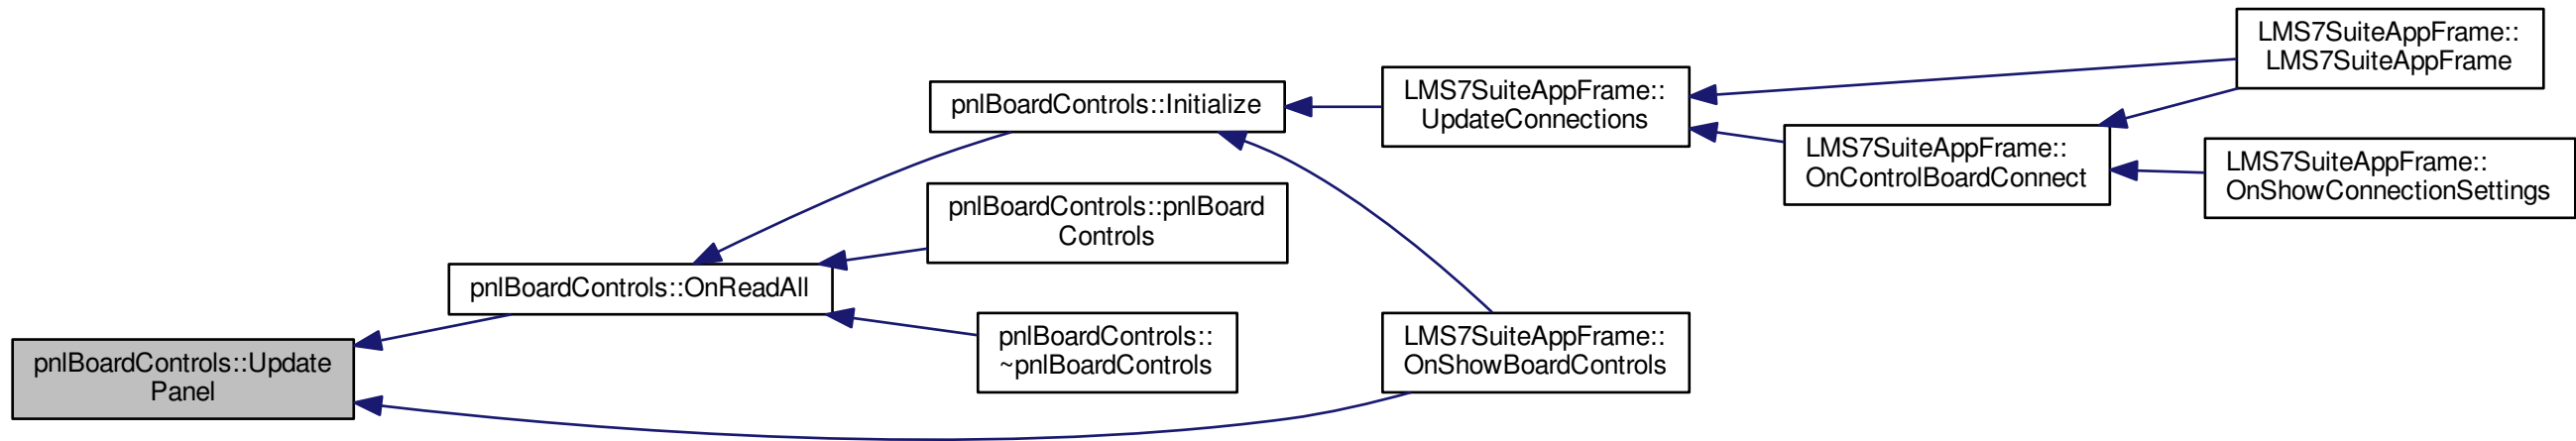 LMS7SuiteAppFrame::
LMS7SuiteAppFrame
pnlBoardControls::Initialize
LMS7SuiteAppFrame::
UpdateConnections
LMS7SuiteAppFrame::
OnControlBoardConnect
LMS7SuiteAppFrame::
OnShowConnectionSettings
pnlBoardControls::pnlBoard
Controls
pnlBoardControls::OnReadAll
pnlBoardControls::
~pnlBoardControls
LMS7SuiteAppFrame::
OnShowBoardControls
pnlBoardControls::Update
Panel